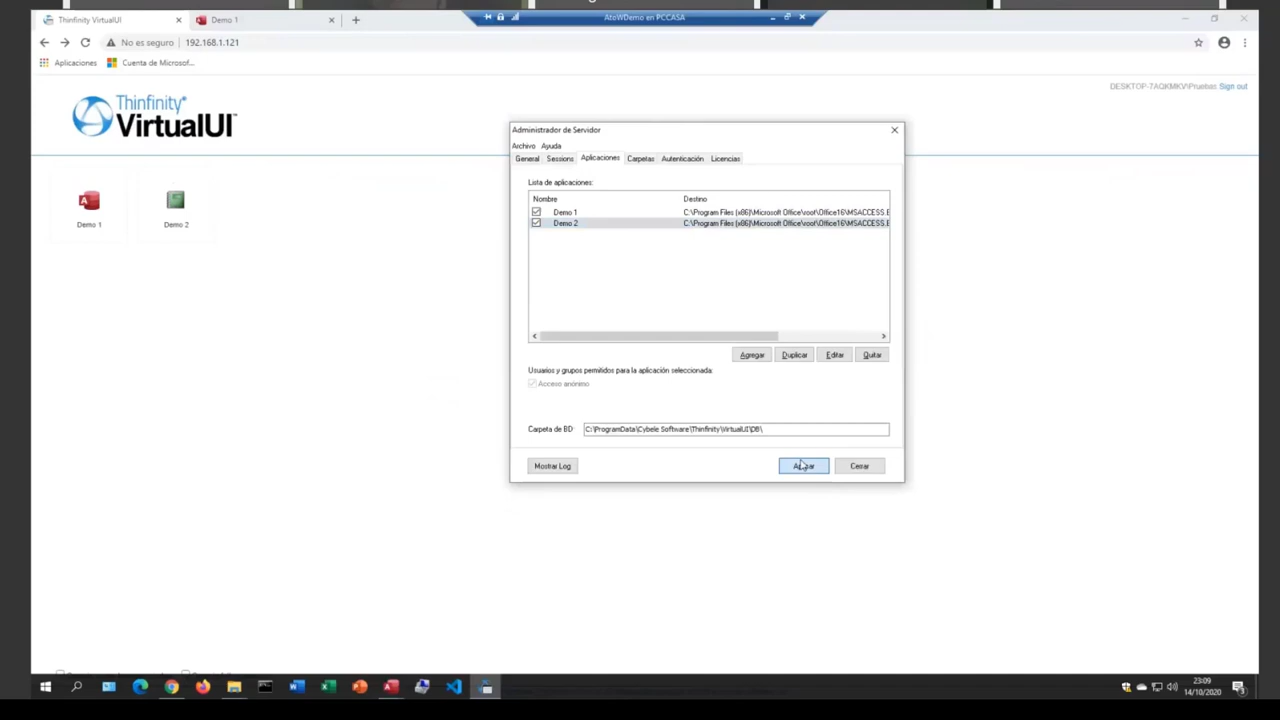 Thinfinity VirtualUI
Demo 1
AtoWDemo en PCCASA
No es seguro
192.168.1.121
Aplicaciones
Cuenta de Microsof...
DESKTOP-7AQKMKV\Pruebas Sign out
Thinfinity®
VirtualUI™
Demo 1
Demo 2
Administrador de Servidor
Archivo Ayuda
General Sessions Aplicaciones Carpetas Autenticación Licencias
Lista de aplicaciones:
Nombre Destino
Demo 1 C:\Program Files (x86)\Microsoft Office\root\Office16\MSACCESS.E
Demo 2 C:\Program Files (x86)\Microsoft Office\root\Office16\MSACCESS.E
Agregar Duplicar Editar Quitar
Usuarios y grupos permitidos para la aplicación seleccionada:
Acceso anónimo
Carpeta de BD: C:\ProgramData\Cybele Software\Thinfinity\VirtualUI\DB\
Mostrar Log Cerrar
23:09
14/10/2020